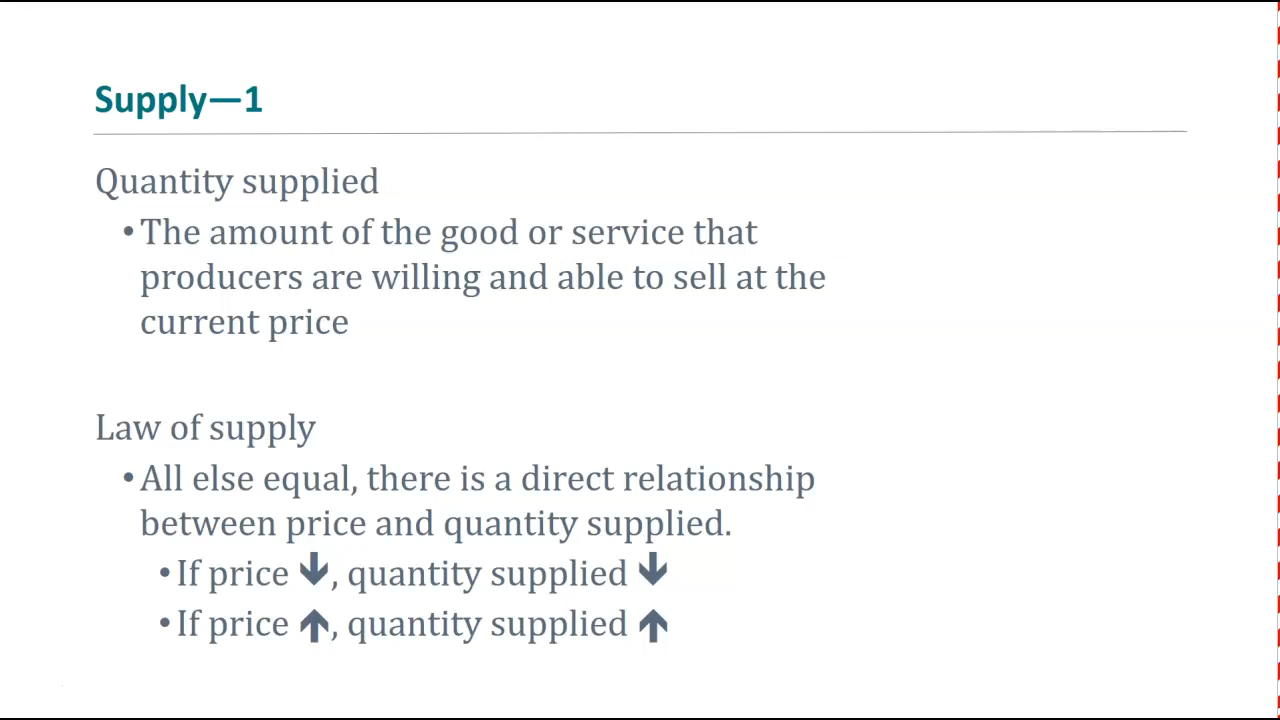 Supply—1
Quantity supplied
• The amount of the good or service that
producers are willing and able to sell at the
current price
Law of supply
• All else equal, there is a direct relationship
between price and quantity supplied.
• If price 🡻, quantity supplied 🡻
• If price 🡹, quantity supplied 🡹